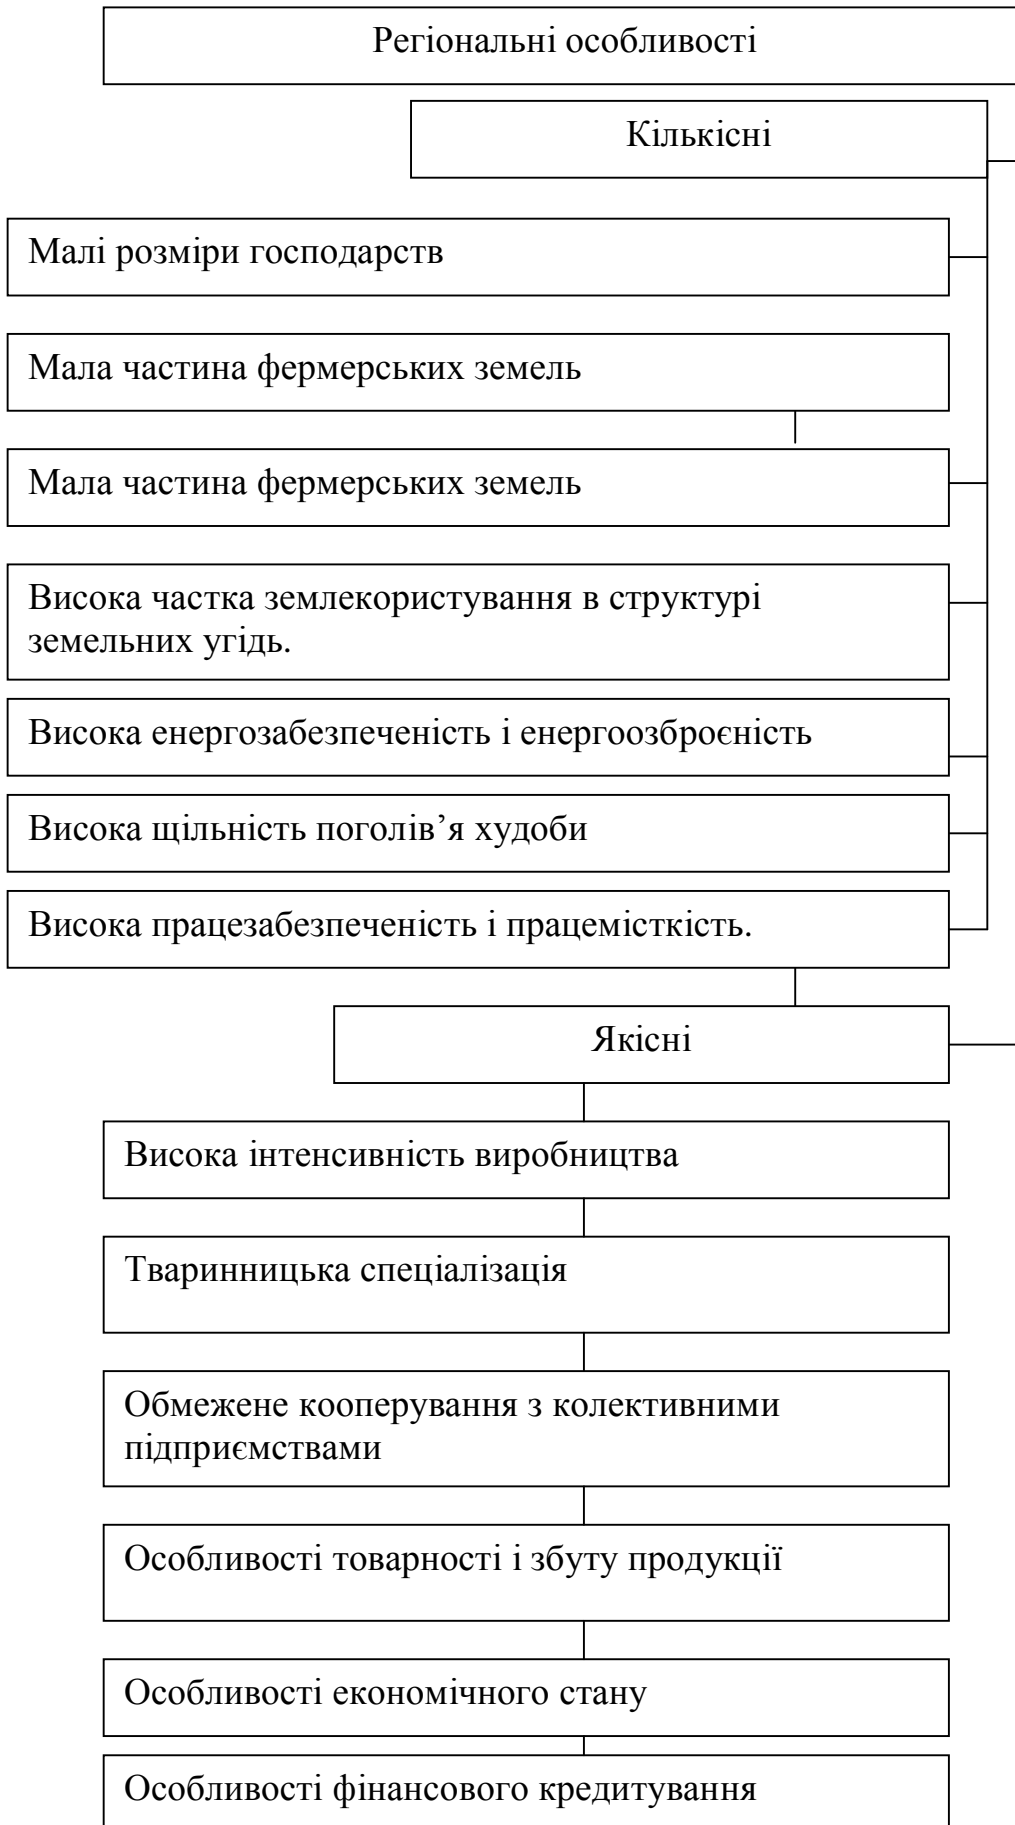 Регіональні особливості
Кількісні
Малі розміри господарств
Мала частина фермерських земель
Мала частина фермерських земель
Висока частка землекористування в структурі
земельних угідь.
Висока енергозабезпеченість і енергоозброєність
Висока щільність поголів’я худоби
Висока працезабезпеченість і працемісткість.
Якісні
Висока інтенсивність виробництва
Тваринницька спеціалізація
Обмежене кооперування з колективними
підприємствами
Особливості товарності і збуту продукції
Особливості економічного стану
Особливості фінансового кредитування